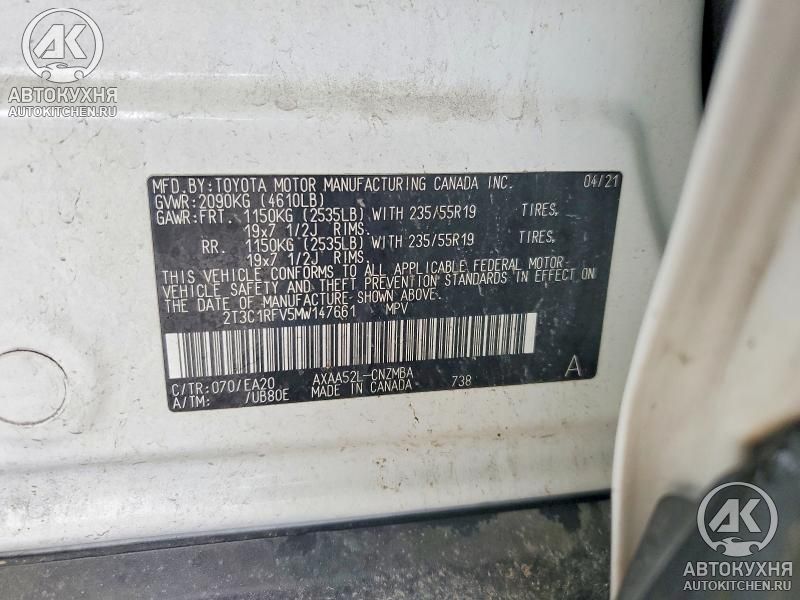 АК
АВТОКУХНЯ
AUTOKITCHEN.RU
MFD.BY:TOYOTA MOTOR MANUFACTURING CANADA INC. 04/21
GVWR: 2090KG (4610LB)
GAWR:FRT. 1150KG (2535LB) WITH 235/55R19 TIRES,
19x7 1/2J RIMS.
RR. 1150KG (2535LB) WITH 235/55R19 TIRES,
19x7 1/2J RIMS.
THIS VEHICLE CONFORMS TO ALL APPLICABLE FEDERAL MOTOR
VEHICLE SAFETY AND THEFT PREVENTION STANDARDS IN EFFECT ON
THE DATE OF MANUFACTURE SHOWN ABOVE.
2T3C1RFV5MW147661 MPV
C/TR:070/EA20 AXAA52L-CNZMBA 738 A
A/TM: /UB80E MADE IN CANADA
АК
АВТОКУХНЯ
AUTOKITCHEN.RU